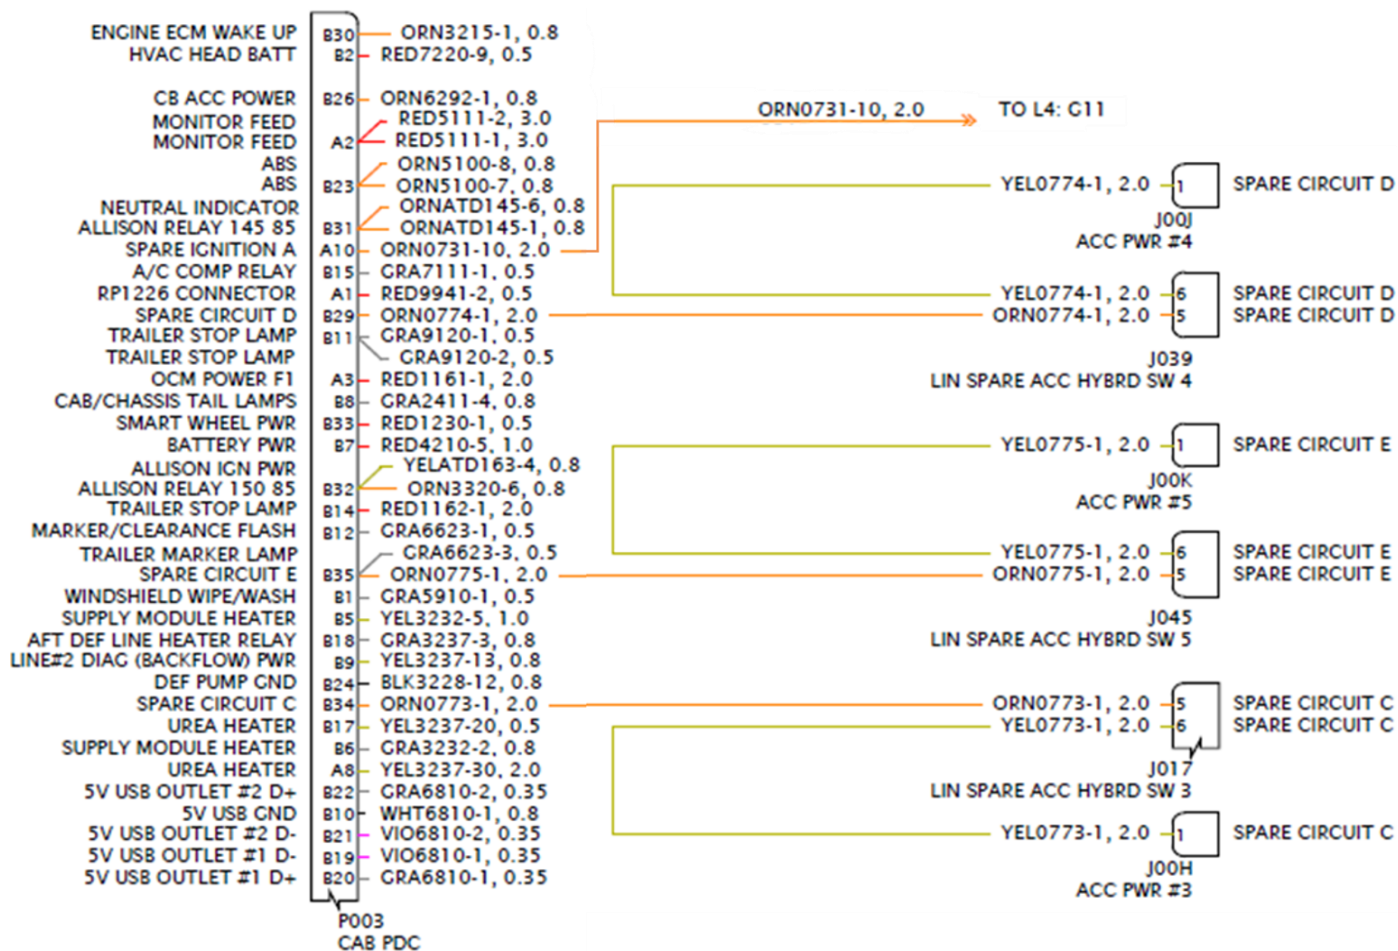 ENGINE ECM WAKE UP B30 ORN3215-1, 0.8
HVAC HEAD BATT B2 RED7220-9, 0.5
CB ACC POWER B26 ORN6292-1, 0.8
ORN0731-10, 2.0 TO L4: G11
MONITOR FEED RED5111-2, 3.0
MONITOR FEED A2 RED5111-1, 3.0
ABS ORN5100-8, 0.8
ABS B23 ORN5100-7, 0.8
YEL0774-1, 2.0 1 SPARE CIRCUIT D
NEUTRAL INDICATOR ORNATD145-6, 0.8
J00J
ALLISON RELAY 145 85 B31 ORNATD145-1, 0.8
ACC PWR #4
SPARE IGNITION A A10 ORN0731-10, 2.0
A/C COMP RELAY B15 GRA7111-1, 0.5
RP1226 CONNECTOR A1 RED9941-2, 0.5
YEL0774-1, 2.0 6 SPARE CIRCUIT D
SPARE CIRCUIT D B29 ORN0774-1, 2.0 ORN0774-1, 2.0 5 SPARE CIRCUIT D
TRAILER STOP LAMP B11 GRA9120-1, 0.5
TRAILER STOP LAMP GRA9120-2, 0.5
J039
OCM POWER F1 A3 RED1161-1, 2.0
LIN SPARE ACC HYBRD SW 4
CAB/CHASSIS TAIL LAMPS B8 GRA2411-4, 0.8
SMART WHEEL PWR B33 RED1230-1, 0.5
BATTERY PWR B7 RED4210-5, 1.0
YEL0775-1, 2.0 1 SPARE CIRCUIT E
ALLISON IGN PWR YELATD163-4, 0.8
J00K
ALLISON RELAY 150 85 B32 ORN3320-6, 0.8
ACC PWR #5
TRAILER STOP LAMP B14 RED1162-1, 2.0
MARKER/CLEARANCE FLASH B12 GRA6623-1, 0.5
TRAILER MARKER LAMP GRA6623-3, 0.5
YEL0775-1, 2.0 6 SPARE CIRCUIT E
SPARE CIRCUIT E B35 ORN0775-1, 2.0 ORN0775-1, 2.0 5 SPARE CIRCUIT E
WINDSHIELD WIPE/WASH B1 GRA5910-1, 0.5
SUPPLY MODULE HEATER B5 YEL3232-5, 1.0
J045
AFT DEF LINE HEATER RELAY B18 GRA3237-3, 0.8
LIN SPARE ACC HYBRD SW 5
LINE#2 DIAG (BACKFLOW) PWR B9 YEL3237-13, 0.8
DEF PUMP GND B24 BLK3228-12, 0.8
SPARE CIRCUIT C B34 ORN0773-1, 2.0 ORN0773-1, 2.0 5 SPARE CIRCUIT C
UREA HEATER B17 YEL3237-20, 0.5
YEL0773-1, 2.0 6 SPARE CIRCUIT C
SUPPLY MODULE HEATER B6 GRA3232-2, 0.8
UREA HEATER A8 YEL3237-30, 2.0
J017
5V USB OUTLET #2 D+ B22 GRA6810-2, 0.35
LIN SPARE ACC HYBRD SW 3
5V USB GND B10 WHT6810-1, 0.8
5V USB OUTLET #2 D- B21 VIO6810-2, 0.35
YEL0773-1, 2.0 1 SPARE CIRCUIT C
5V USB OUTLET #1 D- B19 VIO6810-1, 0.35
J00H
5V USB OUTLET #1 D+ B20 GRA6810-1, 0.35
ACC PWR #3
P003
CAB PDC